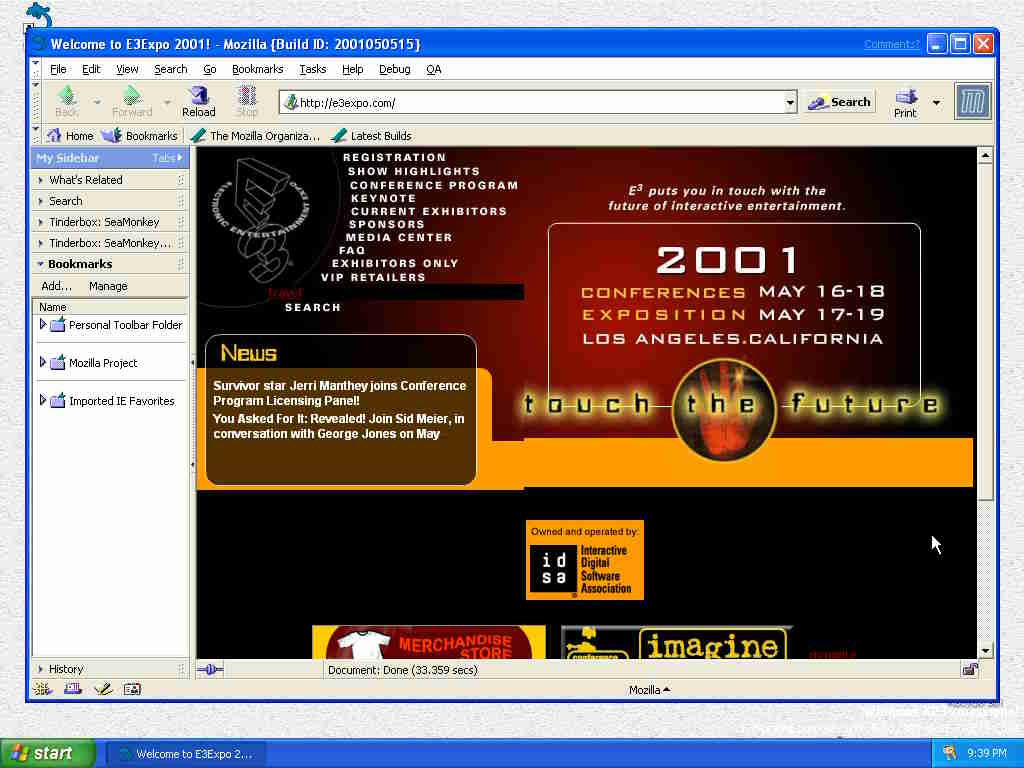 Welcome to E3Expo 2001! - Mozilla {Build ID: 2001050515}
Comments?
File Edit View Search Go Bookmarks Tasks Help Debug QA
Back Forward Reload Stop
http://e3expo.com/
Search
Print
Home Bookmarks The Mozilla Organiza... Latest Builds
My Sidebar Tabs
What's Related
Search
Tinderbox: SeaMonkey
Tinderbox: SeaMonkey...
Bookmarks
Add... Manage
Name
Personal Toolbar Folder
Mozilla Project
Imported IE Favorites
History
ELECTRONIC ENTERTAINMENT EXPO
E3
REGISTRATION
SHOW HIGHLIGHTS
CONFERENCE PROGRAM
KEYNOTE
CURRENT EXHIBITORS
SPONSORS
MEDIA CENTER
FAQ
EXHIBITORS ONLY
VIP RETAILERS
travel
SEARCH
News
Survivor star Jerri Manthey joins Conference
Program Licensing Panel!
You Asked For It: Revealed! Join Sid Meier, in
conversation with George Jones on May
E³ puts you in touch with the
future of interactive entertainment.
2001
CONFERENCES MAY 16-18
EXPOSITION MAY 17-19
LOS ANGELES.CALIFORNIA
touch the future
Owned and operated by:
id
sa
Interactive
Digital
Software
Association
MERCHANDISE
STORE
conference
imagine
Document: Done (33.359 secs)
Mozilla
start
Welcome to E3Expo 2...
9:39 PM